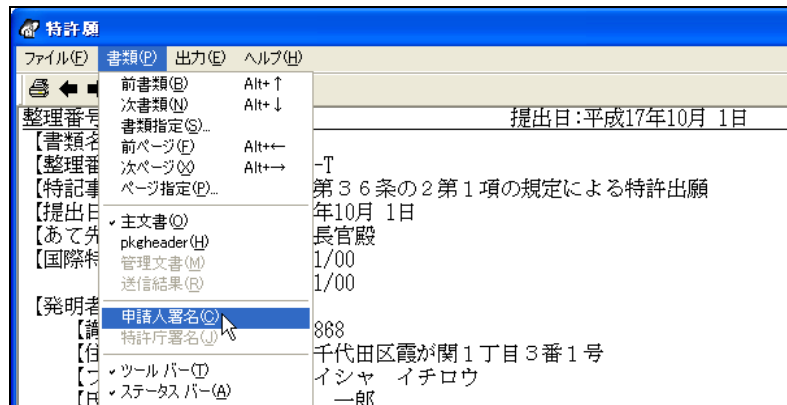 特許願
ファイル(F) 書類(P) 出力(E) ヘルプ(H)
前書類(B) Alt+↑
次書類(N) Alt+↓
書類指定(S)...
前ページ(F) Alt+←
次ページ(X) Alt+→
ページ指定(P)...
主文書(O)
pkgheader(H)
管理文書(M)
送信結果(R)
申請人署名(C)
特許庁署名(J)
ツール バー(T)
ステータス バー(A)
整理番号 提出日:平成17年10月 1日
【書類名
【整理番 -T
【特記事 第36条の2第1項の規定による特許出願
【提出日 年10月 1日
【あて先 長官殿
【国際特 1/00
1/00
【発明者
【識 868
【住 千代田区霞が関1丁目3番1号
【フ イシャ イチロウ
【氏 一郎